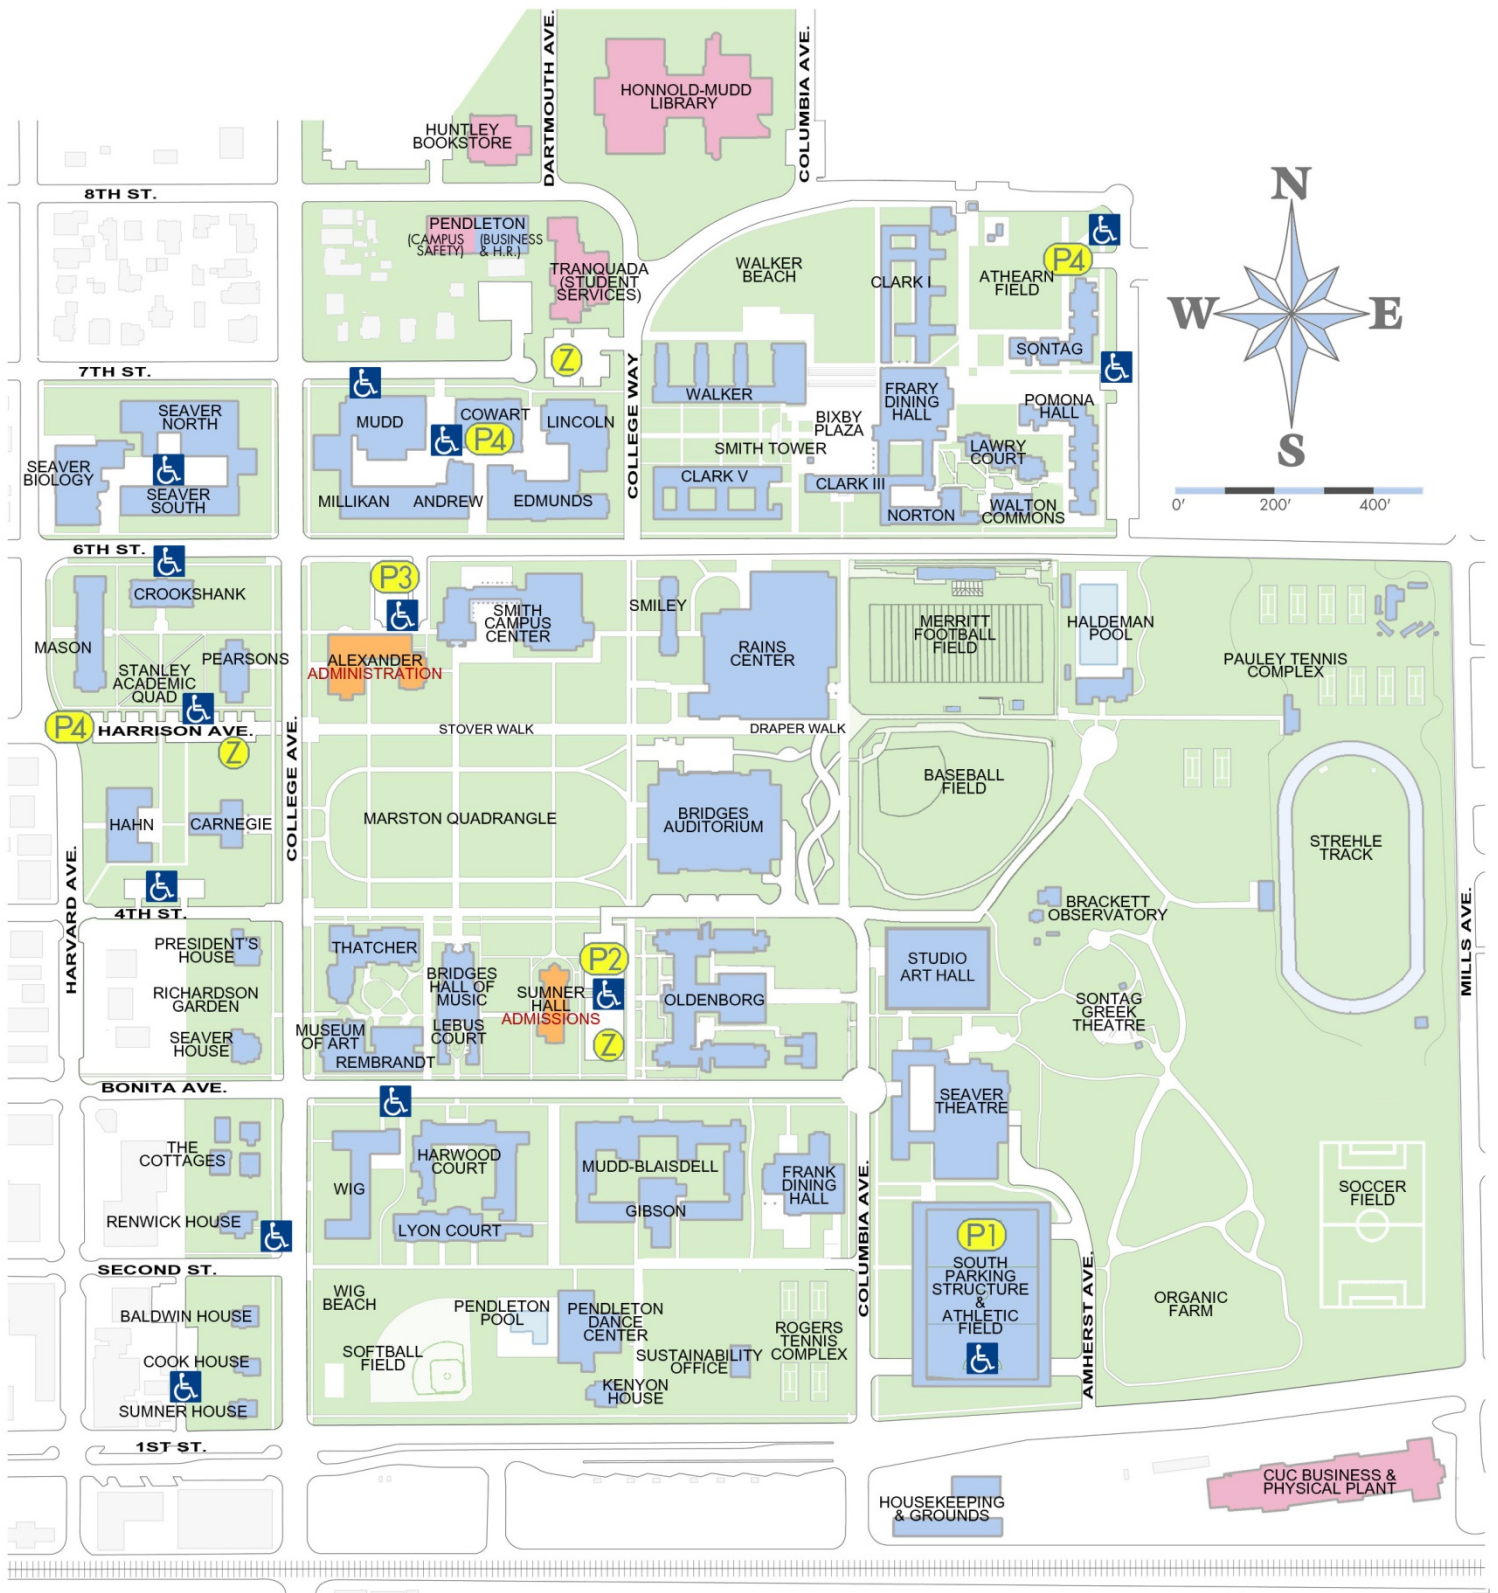 DARTMOUTH AVE.
COLUMBIA AVE.
HONNOLD-MUDD
LIBRARY
HUNTLEY
BOOKSTORE
8TH ST.
N
W
E
S
0'
200'
400'
PENDLETON
(CAMPUS
SAFETY)
(BUSINESS
& H.R.)
TRANQUADA
(STUDENT
SERVICES)
WALKER
BEACH
CLARK I
ATHEARN
FIELD
P4
SONTAG
Z
7TH ST.
COLLEGE WAY
WALKER
FRARY
DINING
HALL
POMONA
HALL
SEAVER
NORTH
MUDD
COWART
P4
LINCOLN
BIXBY
PLAZA
SMITH TOWER
LAWRY
COURT
SEAVER
BIOLOGY
SEAVER
SOUTH
MILLIKAN
ANDREW
EDMUNDS
CLARK V
CLARK III
NORTON
WALTON
COMMONS
6TH ST.
CROOKSHANK
P3
SMITH
CAMPUS
CENTER
SMILEY
RAINS
CENTER
MERRITT
FOOTBALL
FIELD
HALDEMAN
POOL
PAULEY TENNIS
COMPLEX
MASON
STANLEY
ACADEMIC
QUAD
PEARSONS
ALEXANDER
ADMINISTRATION
P4
HARRISON AVE.
Z
COLLEGE AVE.
STOVER WALK
DRAPER WALK
BASEBALL
FIELD
HAHN
CARNEGIE
MARSTON QUADRANGLE
BRIDGES
AUDITORIUM
STREHLE
TRACK
HARVARD AVE.
4TH ST.
BRACKETT
OBSERVATORY
MILLS AVE.
PRESIDENT'S
HOUSE
RICHARDSON
GARDEN
SEAVER
HOUSE
THATCHER
BRIDGES
HALL OF
MUSIC
LEBUS
COURT
MUSEUM
OF ART
REMBRANDT
SUMNER
HALL
ADMISSIONS
P2
Z
OLDENBORG
STUDIO
ART HALL
SONTAG
GREEK
THEATRE
BONITA AVE.
SEAVER
THEATRE
THE
COTTAGES
RENWICK HOUSE
WIG
HARWOOD
COURT
LYON COURT
MUDD-BLAISDELL
GIBSON
FRANK
DINING
HALL
COLUMBIA AVE.
SOCCER
FIELD
SECOND ST.
P1
SOUTH
PARKING
STRUCTURE
&
ATHLETIC
FIELD
AMHERST AVE.
ORGANIC
FARM
BALDWIN HOUSE
COOK HOUSE
SUMNER HOUSE
WIG
BEACH
SOFTBALL
FIELD
PENDLETON
POOL
PENDLETON
DANCE
CENTER
SUSTAINABILITY
OFFICE
KENYON
HOUSE
ROGERS
TENNIS
COMPLEX
1ST ST.
HOUSEKEEPING
& GROUNDS
CUC BUSINESS &
PHYSICAL PLANT